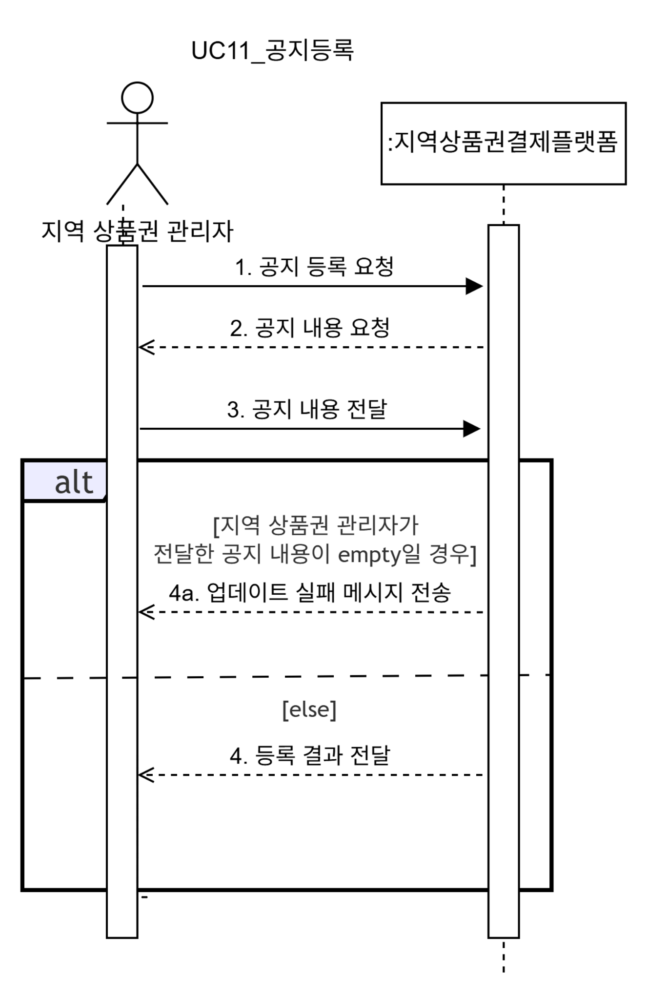 UC11_공지등록
:지역상품권결제플랫폼
지역 상품권 관리자
1. 공지 등록 요청
2. 공지 내용 요청
3. 공지 내용 전달
alt
[지역 상품권 관리자가
전달한 공지 내용이 empty일 경우]
4a. 업데이트 실패 메시지 전송
[else]
4. 등록 결과 전달